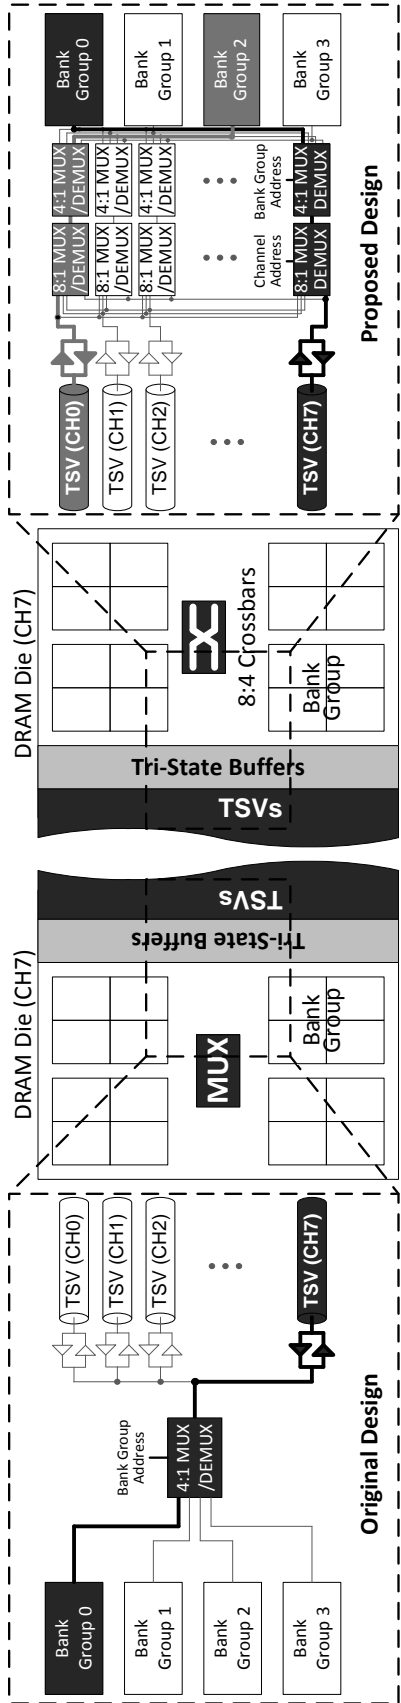 Bank
Group 0
Bank
Group 1
Bank
Group 2
Bank
Group 3
Bank Group
Address
4:1 MUX
/DEMUX
TSV (CH0)
TSV (CH1)
TSV (CH2)
...
TSV (CH7)
Original Design
DRAM Die (CH7)
MUX
Bank
Group
Tri-State Buffers
TSVs
DRAM Die (CH7)
TSVs
Tri-State Buffers
8:4 Crossbars
Bank
Group
TSV (CH0)
TSV (CH1)
TSV (CH2)
...
TSV (CH7)
8:1 MUX
/DEMUX
4:1 MUX
/DEMUX
8:1 MUX
/DEMUX
4:1 MUX
/DEMUX
8:1 MUX
/DEMUX
4:1 MUX
/DEMUX
...
...
Channel
Address
Bank Group
Address
8:1 MUX
DEMUX
4:1 MUX
DEMUX
Bank
Group 0
Bank
Group 1
Bank
Group 2
Bank
Group 3
Proposed Design